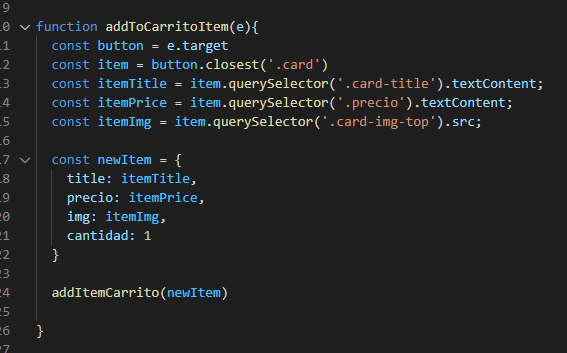 9
10 function addToCarritoItem(e){
11 const button = e.target
12 const item = button.closest('.card')
13 const itemTitle = item.querySelector('.card-title').textContent;
14 const itemPrice = item.querySelector('.precio').textContent;
15 const itemImg = item.querySelector('.card-img-top').src;
16
17 const newItem = {
18 title: itemTitle,
19 precio: itemPrice,
20 img: itemImg,
21 cantidad: 1
22 }
23
24 addItemCarrito(newItem)
25
26 }
27